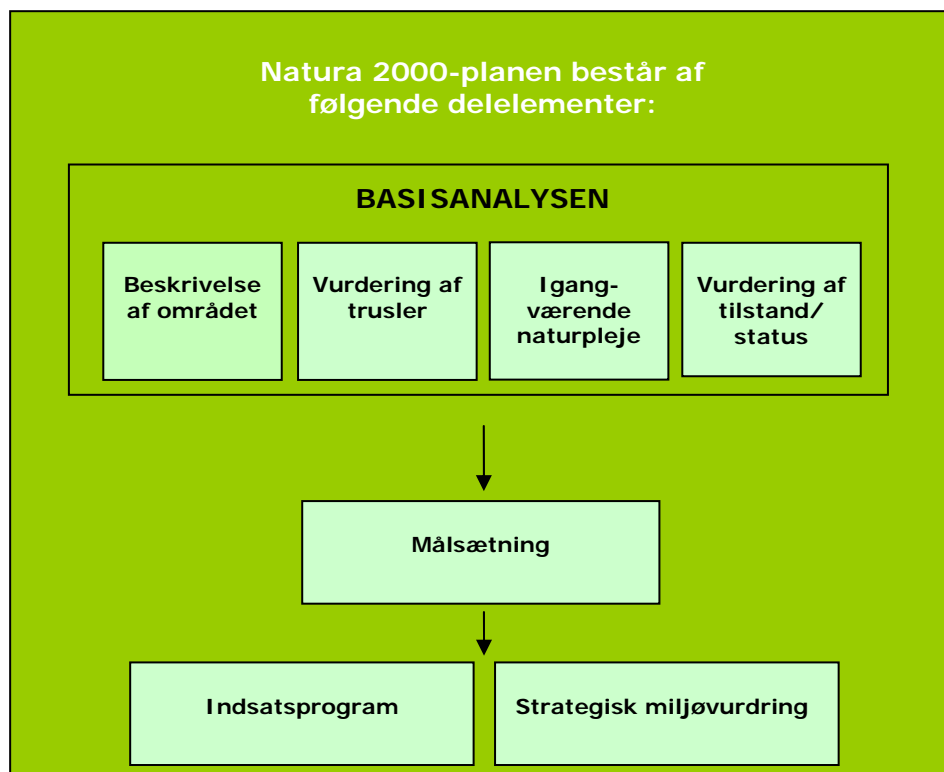 Natura 2000-planen består af
følgende delelementer:
BASISANALYSEN
Beskrivelse
af området
Vurdering af
trusler
Igang-
værende
naturpleje
Vurdering af
tilstand/
status
Målsætning
Indsatsprogram
Strategisk miljøvurdring